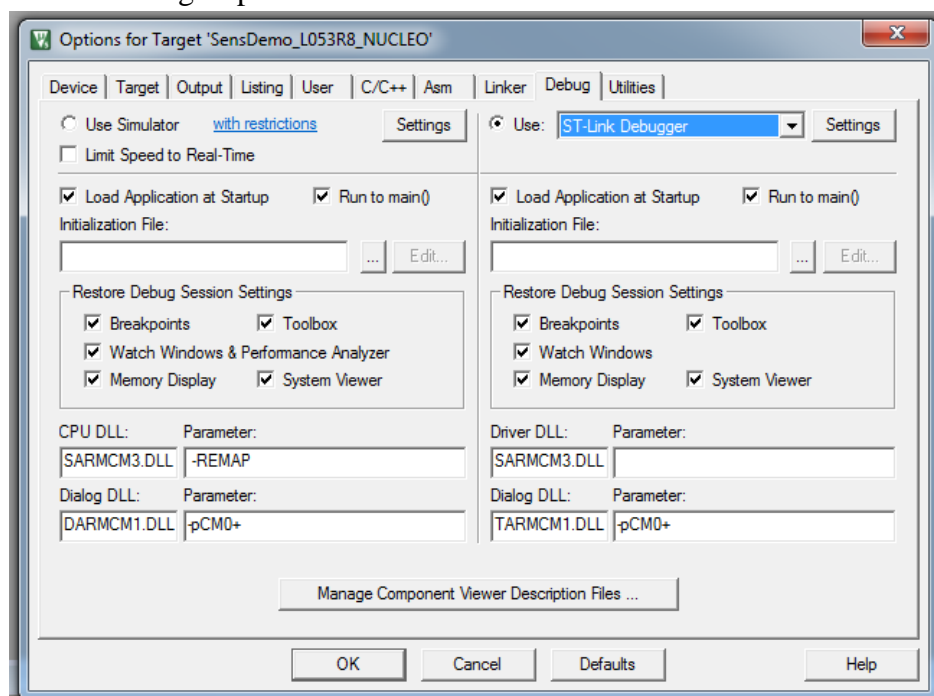 Options for Target 'SensDemo_L053R8_NUCLEO'
Device Target Output Listing User C/C++ Asm Linker Debug Utilities
Use Simulator with restrictions Settings
Limit Speed to Real-Time
Use: ST-Link Debugger Settings
Load Application at Startup Run to main()
Initialization File:
... Edit...
Restore Debug Session Settings
Breakpoints Toolbox
Watch Windows & Performance Analyzer
Memory Display System Viewer
Load Application at Startup Run to main()
Initialization File:
... Edit...
Restore Debug Session Settings
Breakpoints Toolbox
Watch Windows
Memory Display System Viewer
CPU DLL: Parameter:
SARMCM3.DLL -REMAP
Dialog DLL: Parameter:
DARMCM1.DLL -pCM0+
Driver DLL: Parameter:
SARMCM3.DLL
Dialog DLL: Parameter:
TARMCM1.DLL -pCM0+
Manage Component Viewer Description Files ...
OK Cancel Defaults Help